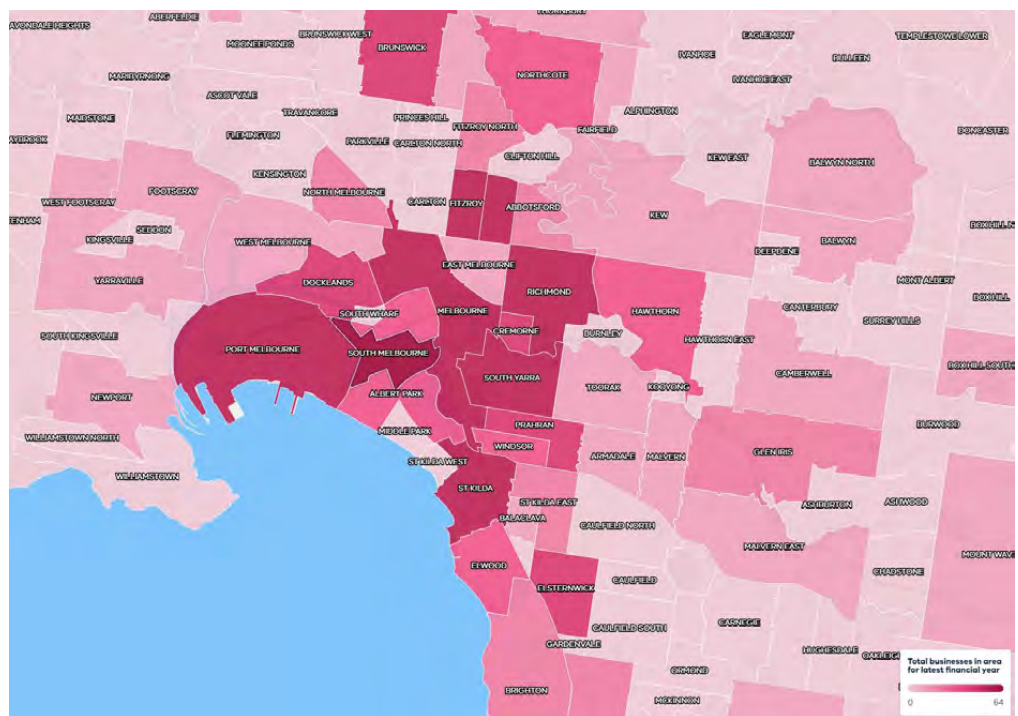 ABERFELDIE
THORNBURY
AVONDALE HEIGHTS
BRUNSWICK WEST
EAGLEMONT
TEMPLESTOWE LOWER
MOONEE PONDS
BRUNSWICK
IVANHOE
BULLEEN
MARIBYRNONG
NORTHCOTE
IVANHOE EAST
ASCOT VALE
TRAVANCORE
ALPHINGTON
MAIDSTONE
PRINCES HILL
FITZROY NORTH
FAIRFIELD
FLEMINGTON
PARKVILLE
CARLTON NORTH
DONCASTER
CLIFTON HILL
KEW EAST
BALWYN NORTH
KENSINGTON
FOOTSCRAY
NORTH MELBOURNE
WEST FOOTSCRAY
CARLTON
FITZROY
ABBOTSFORD
KEW
SEDDON
KINGSVILLE
WEST MELBOURNE
BALWYN
DEEPDENE
EAST MELBOURNE
YARRAVILLE
DOCKLANDS
RICHMOND
MONT ALBERT
BOX HILL
CANTERBURY
SOUTH WHARF
MELBOURNE
HAWTHORN
SURREY HILLS
CREMORNE
BURNLEY
SOUTH KINGSVILLE
HAWTHORN EAST
PORT MELBOURNE
SOUTH MELBOURNE
BOX HILL SOUTH
CAMBERWELL
SOUTH YARRA
TOORAK
KOOYONG
ALBERT PARK
NEWPORT
PRAHRAN
BURWOOD
MIDDLE PARK
WILLIAMSTOWN NORTH
WINDSOR
GLEN IRIS
ARMADALE
MALVERN
ST KILDA WEST
WILLIAMSTOWN
ST KILDA
ST KILDA EAST
ASHWOOD
ASHBURTON
BALACLAVA
CAULFIELD NORTH
MALVERN EAST
ELWOOD
CHADSTONE
CAULFIELD
ELSTERNWICK
CARNEGIE
CAULFIELD SOUTH
GARDENVALE
HUGHESDALE
ORMOND
BRIGHTON
MCKINNON
Total businesses in area
for latest financial year
0 64